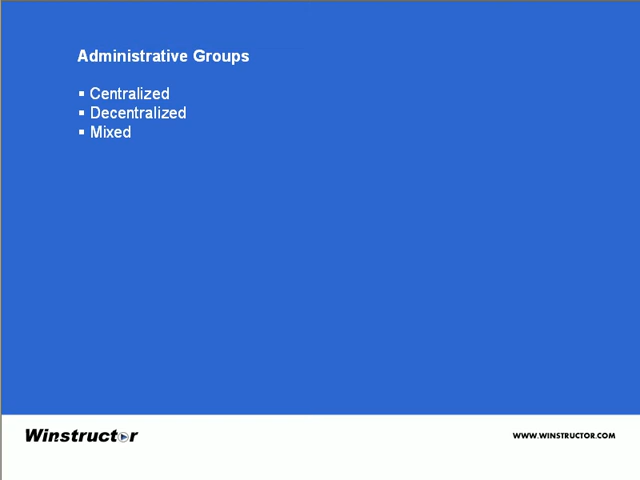 Administrative Groups
▪ Centralized
▪ Decentralized
▪ Mixed
Winstructor
WWW.WINSTRUCTOR.COM